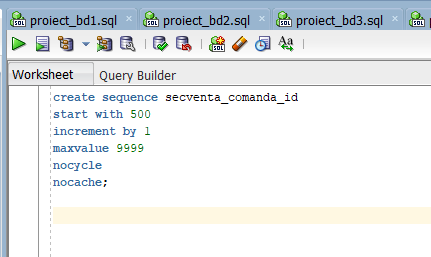 proiect_bd1.sql proiect_bd2.sql proiect_bd3.sql
Worksheet Query Builder
create sequence secventa_comanda_id
start with 500
increment by 1
maxvalue 9999
nocycle
nocache;